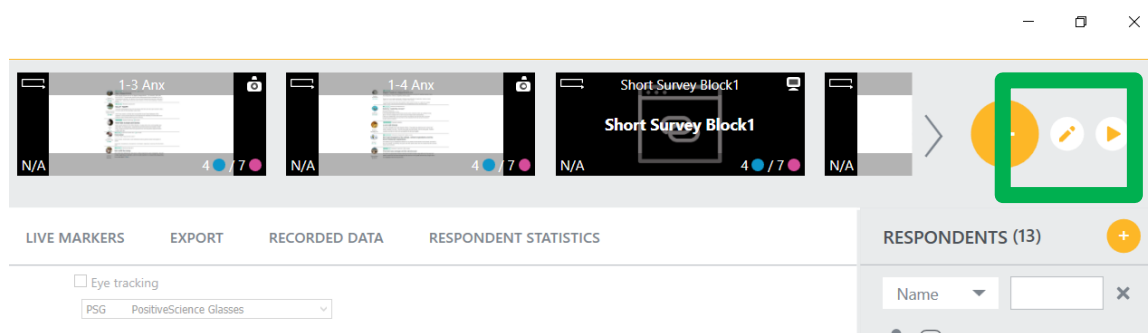 1-3 Anx
N/A
4 / 7
1-4 Anx
N/A
4 / 7
Short Survey Block1
Short Survey Block1
N/A
4 / 7
N/A
LIVE MARKERS EXPORT RECORDED DATA RESPONDENT STATISTICS
RESPONDENTS (13)
+
Eye tracking
PSG PositiveScience Glasses
Name